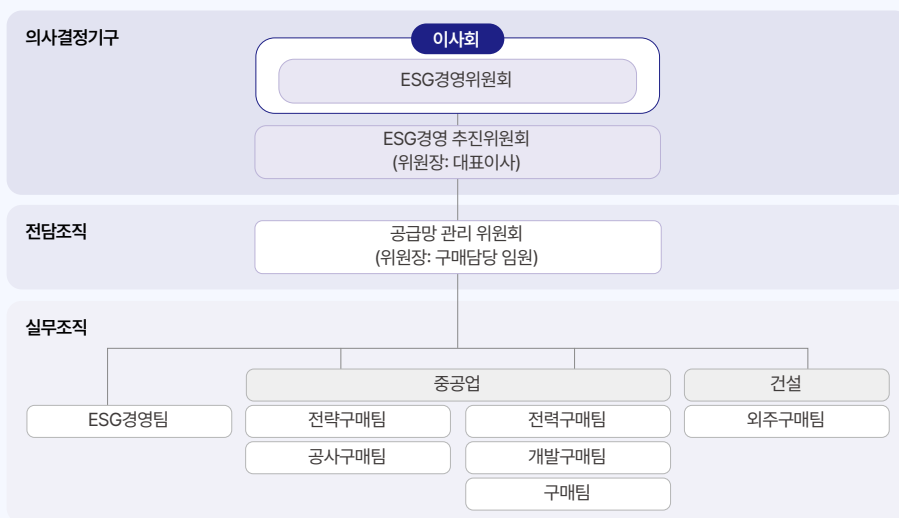 의사결정기구
이사회
ESG경영위원회
ESG경영 추진위원회
(위원장: 대표이사)
전담조직
공급망 관리 위원회
(위원장: 구매담당 임원)
실무조직
중공업
건설
ESG경영팀
전략구매팀
전력구매팀
외주구매팀
공사구매팀
개발구매팀
구매팀